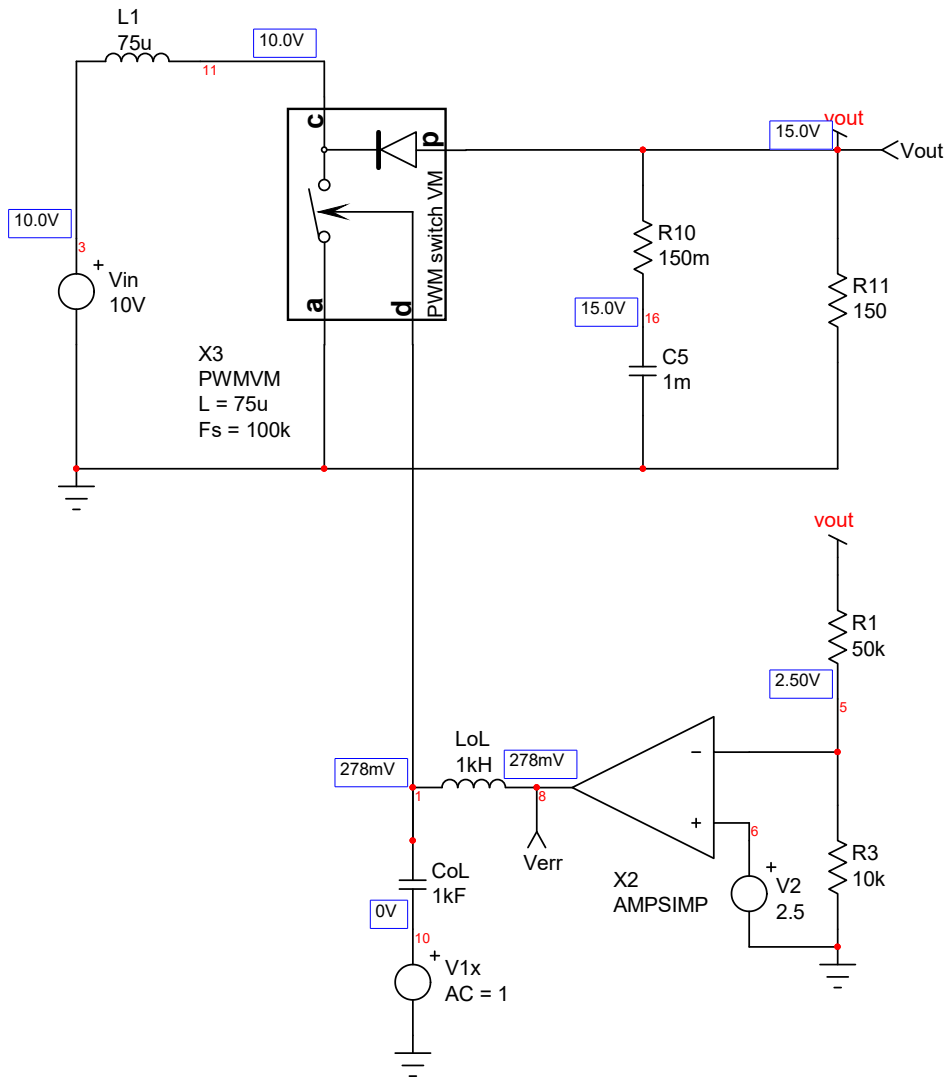 L1
75u
10.0V
11
c
p
PWM switch VM
a
d
vout
15.0V
Vout
10.0V
3
Vin
10V
R10
150m
15.0V
16
C5
1m
R11
150
X3
PWMVM
L = 75u
Fs = 100k
vout
R1
50k
2.50V
5
LoL
1kH
278mV
1
278mV
8
Verr
6
X2
AMPSIMP
V2
2.5
R3
10k
CoL
1kF
0V
10
V1x
AC = 1